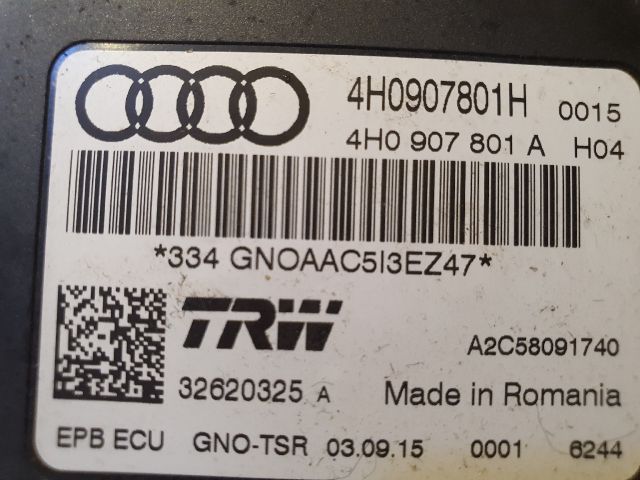 4H0907801H 0015
4H0 907 801 A H04
*334 GNOAAC5I3EZ47*
TRW A2C58091740
32620325 A Made in Romania
EPB ECU GNO-TSR 03.09.15 0001 6244